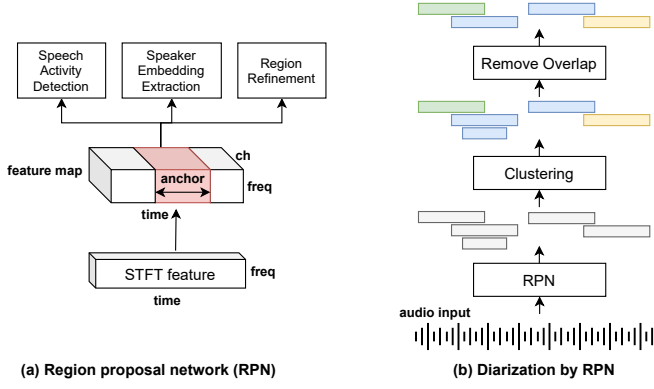 Speech
Activity
Detection
Speaker
Embedding
Extraction
Region
Refinement
feature map
ch
anchor
freq
time
STFT feature
freq
time
(a) Region proposal network (RPN)
Remove Overlap
Clustering
RPN
audio input
(b) Diarization by RPN